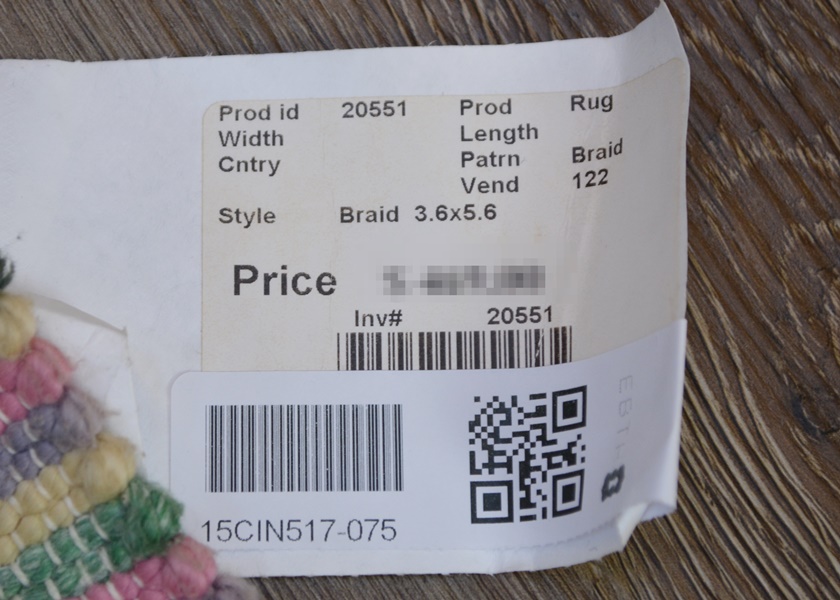 Prod id 20551 Prod Rug
Width Length
Cntry Patrn Braid
Vend 122
Style Braid 3.6x5.6
Price
Inv# 20551
15CIN517-075